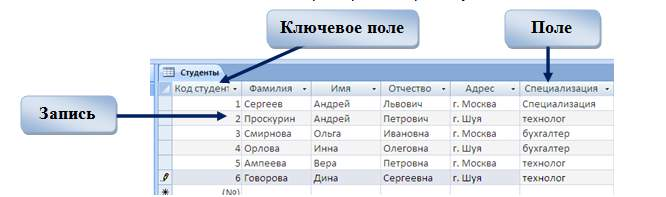 Ключевое поле
Поле
Запись
Студенты
Код студент Фамилия Имя Отчество Адрес Специализация
1 Сергеев Андрей Львович г. Москва Специализация
2 Проскурин Андрей Петрович г. Шуя технолог
3 Смирнова Ольга Ивановна г. Москва бухгалтер
4 Орлова Инна Олеговна г. Шуя бухгалтер
5 Ампеева Вера Петровна г. Москва технолог
6 Говорова Дина Сергеевна г. Шуя технолог
(№)